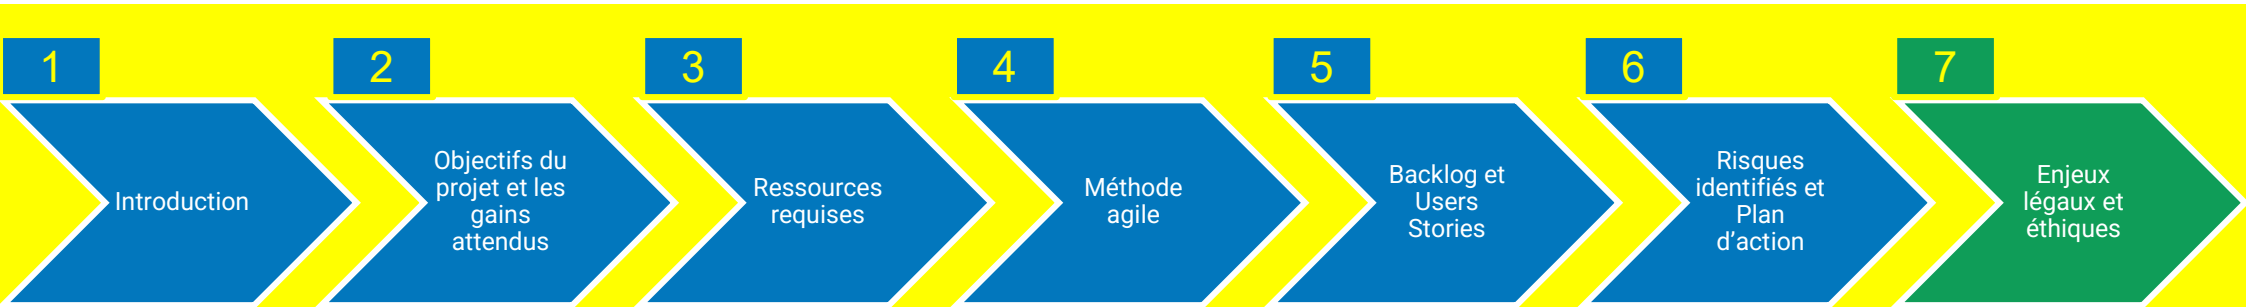 1
2
3
4
5
6
7
Introduction
Objectifs du
projet et les
gains
attendus
Ressources
requises
Méthode
agile
Backlog et
Users
Stories
Risques
identifiés et
Plan
d’action
Enjeux
légaux et
éthiques